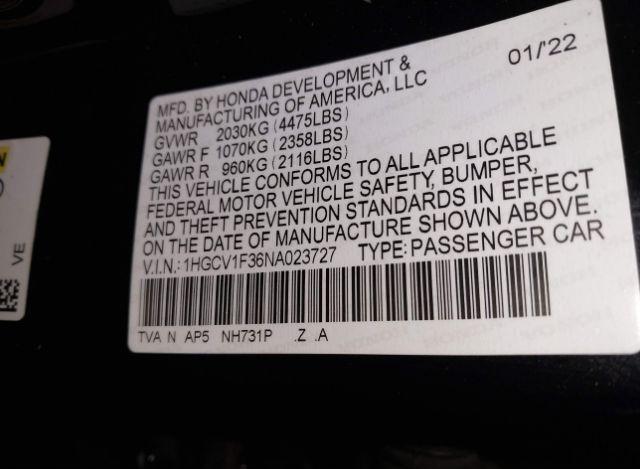 MFD. BY HONDA DEVELOPMENT &
MANUFACTURING OF AMERICA, LLC
01/'22
GVWR 2030KG (4475LBS)
GAWR F 1070KG (2358LBS)
GAWR R 960KG (2116LBS)
THIS VEHICLE CONFORMS TO ALL APPLICABLE
FEDERAL MOTOR VEHICLE SAFETY, BUMPER,
AND THEFT PREVENTION STANDARDS IN EFFECT
ON THE DATE OF MANUFACTURE SHOWN ABOVE.
V.I.N.: 1HGCV1F36NA023727 TYPE: PASSENGER CAR
TVA N AP5 NH731P .Z .A
VE